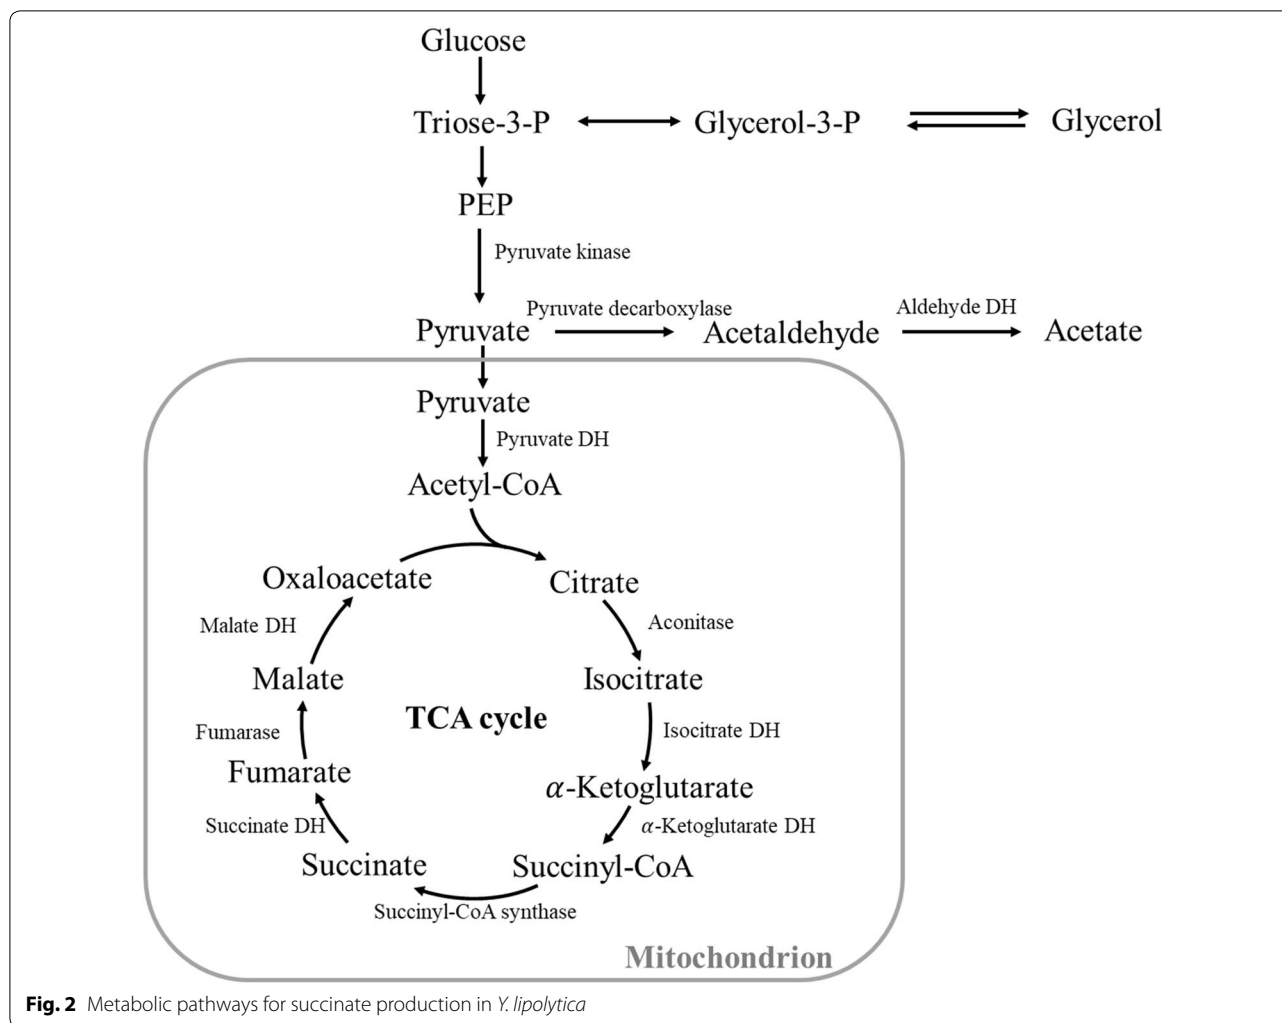 Glucose
Triose-3-P
Glycerol-3-P
Glycerol
PEP
Pyruvate kinase
Pyruvate decarboxylase
Aldehyde DH
Pyruvate
Acetaldehyde
Acetate
Pyruvate
Pyruvate DH
Acetyl-CoA
Oxaloacetate
Citrate
Malate DH
Aconitase
Malate
Isocitrate
TCA cycle
Fumarase
Isocitrate DH
Fumarate
α-Ketoglutarate
Succinate DH
α-Ketoglutarate DH
Succinate
Succinyl-CoA
Succinyl-CoA synthase
Mitochondrion
Fig. 2 Metabolic pathways for succinate production in Y. lipolytica